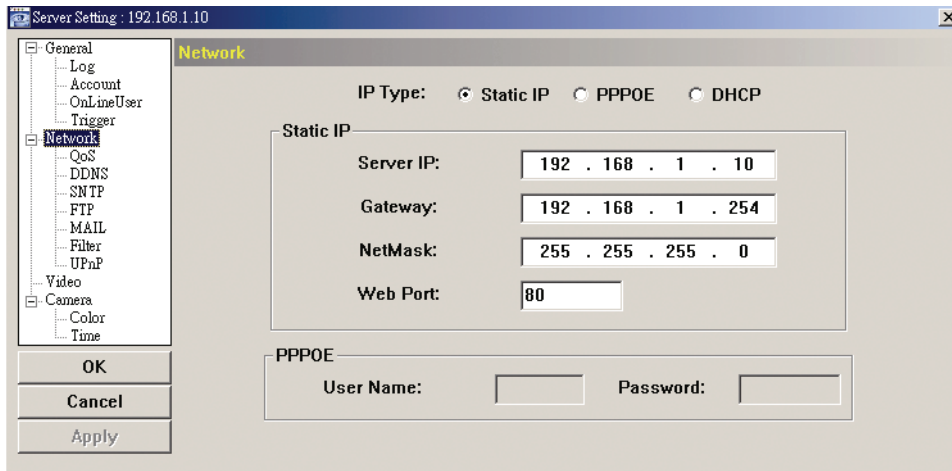 Server Setting : 192.168.1.10
General
Log
Account
OnLineUser
Trigger
Network
QoS
DDNS
SNTP
FTP
MAIL
Filter
UPnP
Video
Camera
Color
Time
OK
Cancel
Apply
Network
IP Type: Static IP PPPOE DHCP
Static IP
Server IP: 192 . 168 . 1 . 10
Gateway: 192 . 168 . 1 . 254
NetMask: 255 . 255 . 255 . 0
Web Port: 80
PPPOE
User Name: Password: